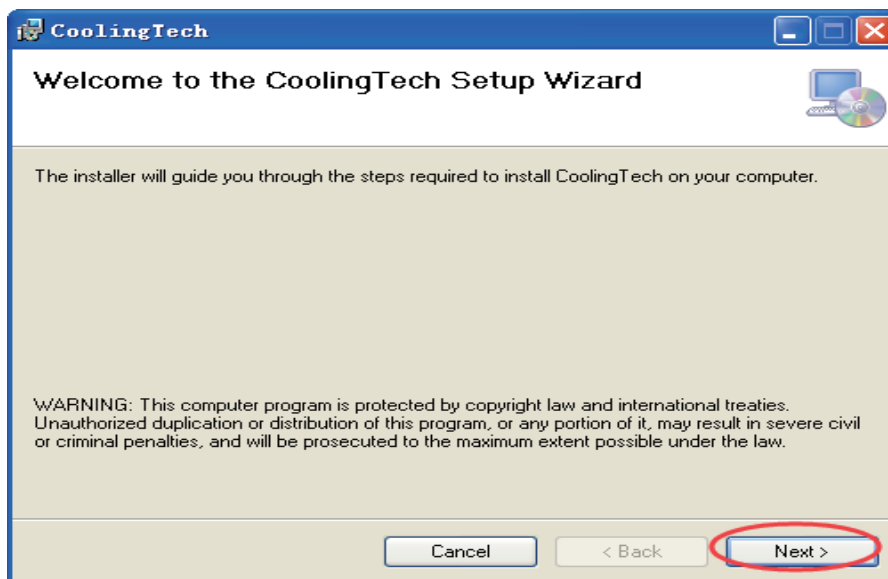 CoolingTech
Welcome to the CoolingTech Setup Wizard
The installer will guide you through the steps required to install CoolingTech on your computer.
WARNING: This computer program is protected by copyright law and international treaties.
Unauthorized duplication or distribution of this program, or any portion of it, may result in severe civil
or criminal penalties, and will be prosecuted to the maximum extent possible under the law.
Cancel
< Back
Next >